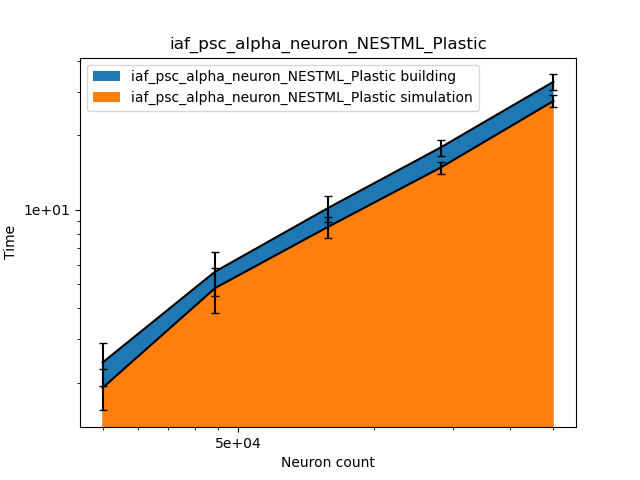 iaf_psc_alpha_neuron_NESTML_Plastic
iaf_psc_alpha_neuron_NESTML_Plastic building
iaf_psc_alpha_neuron_NESTML_Plastic simulation
1e+01
Time
5e+04
Neuron count